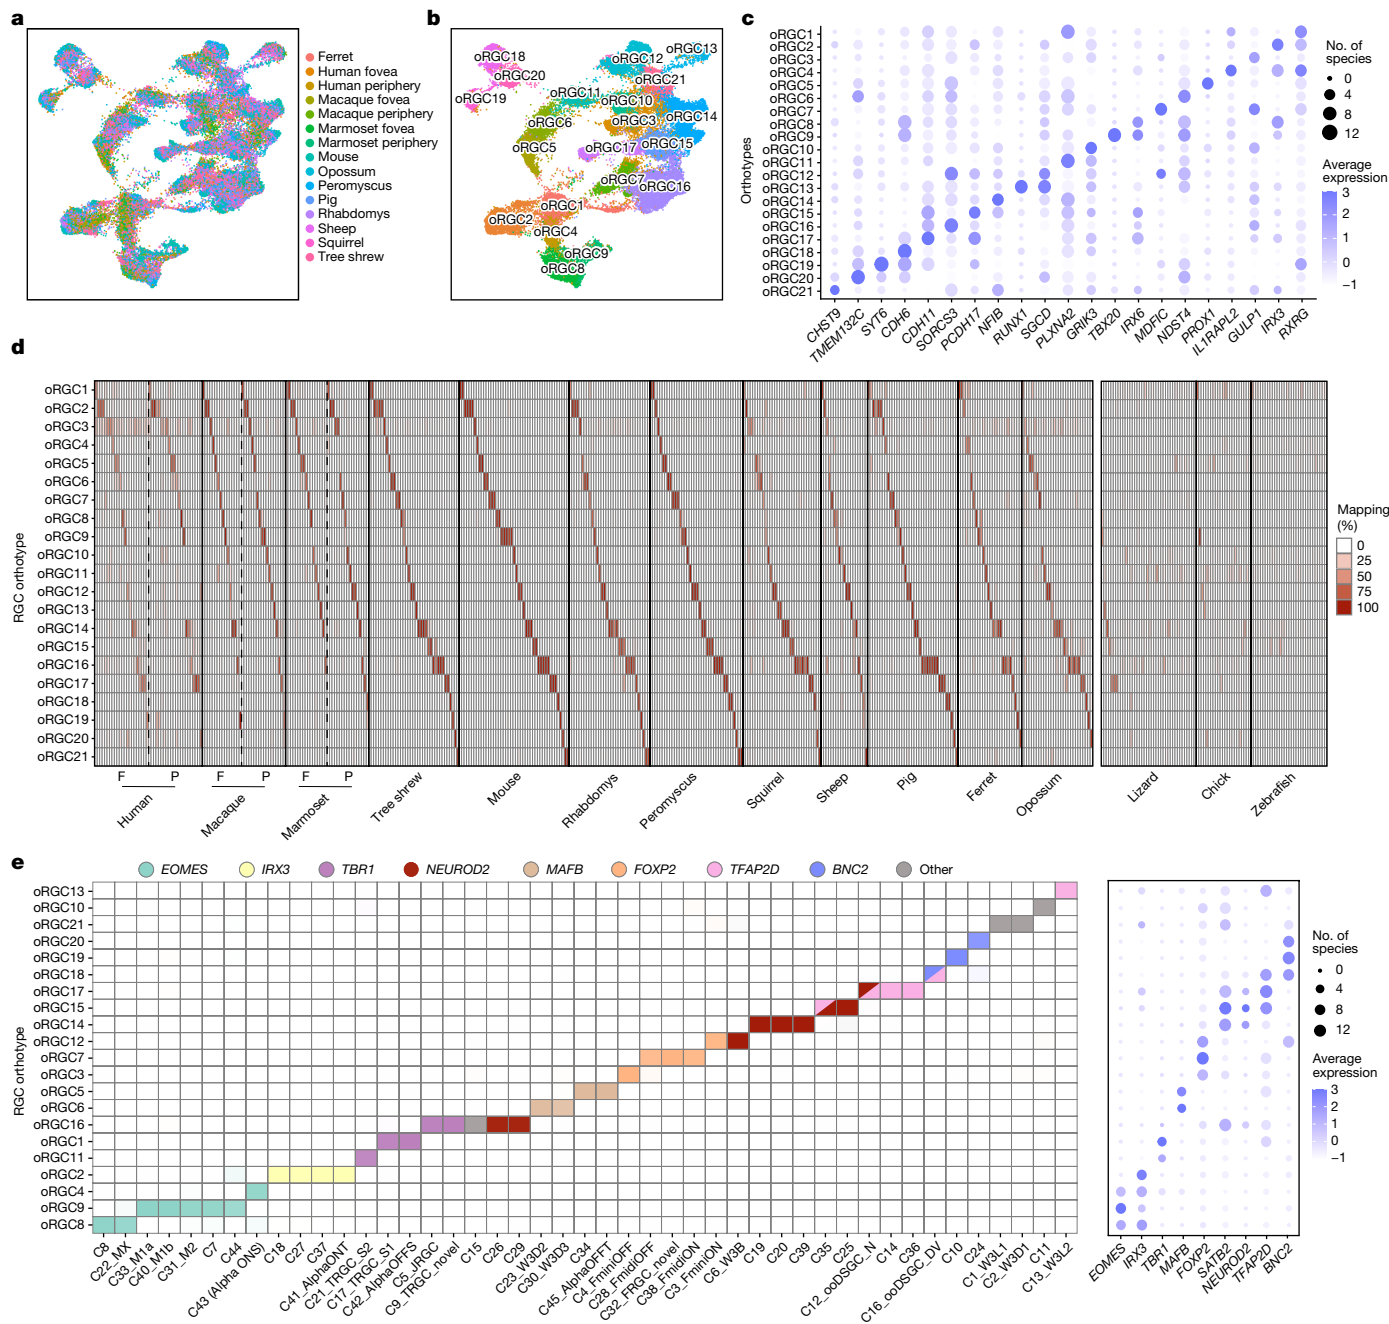 a
Ferret
Human fovea
Human periphery
Macaque fovea
Macaque periphery
Marmoset fovea
Marmoset periphery
Mouse
Opossum
Peromyscus
Pig
Rhabdomys
Sheep
Squirrel
Tree shrew
b
oRGC18
oRGC20
oRGC19
oRGC12
oRGC13
oRGC21
oRGC11
oRGC10
oRGC6
oRGC3
oRGC14
oRGC5
oRGC17
oRGC15
oRGC7
oRGC16
oRGC1
oRGC2
oRGC4
oRGC9
oRGC8
c
Orthotypes
oRGC1
oRGC2
oRGC3
oRGC4
oRGC5
oRGC6
oRGC7
oRGC8
oRGC9
oRGC10
oRGC11
oRGC12
oRGC13
oRGC14
oRGC15
oRGC16
oRGC17
oRGC18
oRGC19
oRGC20
oRGC21
CHST9
TMEM132C
SYT6
CDH6
CDH11
SORCS3
PCDH17
NFIB
RUNX1
SGCD
PLXNA2
GRIK3
TBX20
IRX6
MDFIC
NDST4
PROX1
IL1RAPL2
GULP1
IRX3
RXRG
No. of
species
0
4
8
12
Average
expression
3
2
1
0
−1
d
RGC orthotype
oRGC1
oRGC2
oRGC3
oRGC4
oRGC5
oRGC6
oRGC7
oRGC8
oRGC9
oRGC10
oRGC11
oRGC12
oRGC13
oRGC14
oRGC15
oRGC16
oRGC17
oRGC18
oRGC19
oRGC20
oRGC21
F P F P F P
Human
Macaque
Marmoset
Tree shrew
Mouse
Rhabdomys
Peromyscus
Squirrel
Sheep
Pig
Ferret
Opossum
Lizard
Chick
Zebrafish
Mapping
(%)
0
25
50
75
100
e
EOMES IRX3 TBR1 NEUROD2 MAFB FOXP2 TFAP2D BNC2 Other
RGC orthotype
oRGC13
oRGC10
oRGC21
oRGC20
oRGC19
oRGC18
oRGC17
oRGC15
oRGC14
oRGC12
oRGC7
oRGC3
oRGC5
oRGC6
oRGC16
oRGC1
oRGC11
oRGC2
oRGC4
oRGC9
oRGC8
C8
C22_MX
C33_M1a
C40_M1b
C31_M2
C7
C44
C43 (Alpha ONS)
C18
C27
C37
C41_AlphaONT
C21_TRGC_S2
C17_TRGC_S1
C42_AlphaOFFS
C5_JRGC
C9_TRGC_novel
C15
C26
C29
C23_W3D2
C30_W3D3
C34
C45_AlphaOFFT
C4_FminiOFF
C28_FmidiOFF
C32_FRGC_novel
C38_FmidiON
C3_FminiON
C6_W3B
C19
C20
C39
C35
C25
C12_ooDSGC_N
C14
C36
C16_ooDSGC_DV
C10
C24
C1_W3L1
C2_W3D1
C11
C13_W3L2
EOMES
IRX3
TBR1
MAFB
FOXP2
SATB2
NEUROD2
TFAP2D
BNC2
No. of
species
0
4
8
12
Average
expression
3
2
1
0
−1